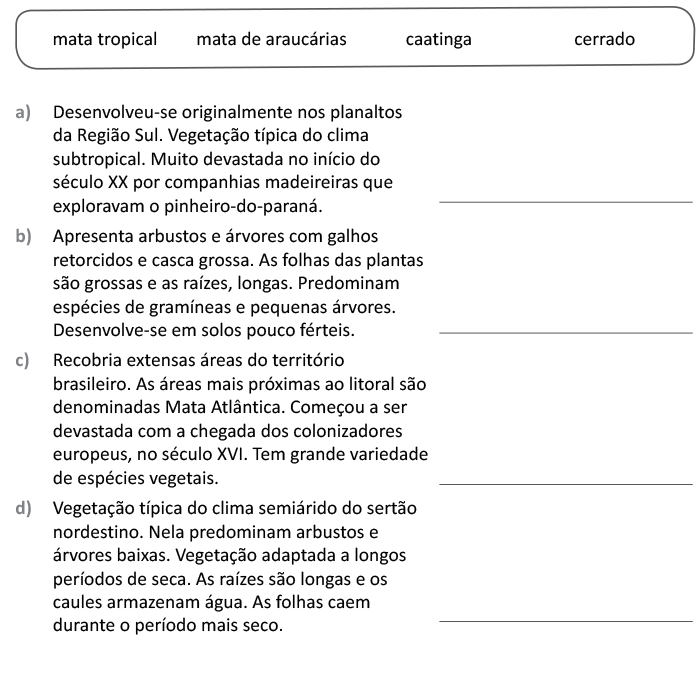 mata tropical mata de araucárias caatinga cerrado
a) Desenvolveu-se originalmente nos planaltos
da Região Sul. Vegetação típica do clima
subtropical. Muito devastada no início do
século XX por companhias madeireiras que
exploravam o pinheiro-do-paraná.
b) Apresenta arbustos e árvores com galhos
retorcidos e casca grossa. As folhas das plantas
são grossas e as raízes, longas. Predominam
espécies de gramíneas e pequenas árvores.
Desenvolve-se em solos pouco férteis.
c) Recobria extensas áreas do território
brasileiro. As áreas mais próximas ao litoral são
denominadas Mata Atlântica. Começou a ser
devastada com a chegada dos colonizadores
europeus, no século XVI. Tem grande variedade
de espécies vegetais.
d) Vegetação típica do clima semiárido do sertão
nordestino. Nela predominam arbustos e
árvores baixas. Vegetação adaptada a longos
períodos de seca. As raízes são longas e os
caules armazenam água. As folhas caem
durante o período mais seco.